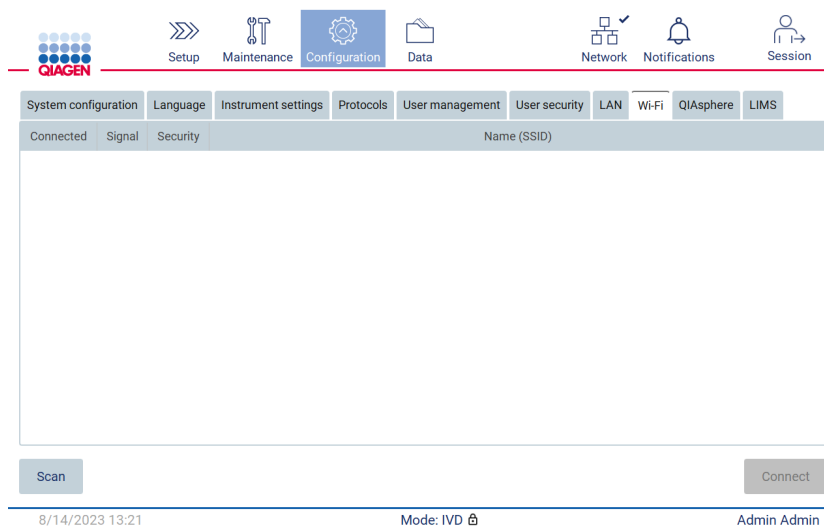 QIAGEN
Setup Maintenance Configuration Data Network Notifications Session
System configuration Language Instrument settings Protocols User management User security LAN Wi-Fi QIAsphere LIMS
Connected Signal Security Name (SSID)
Scan Connect
8/14/2023 13:21 Mode: IVD Admin Admin